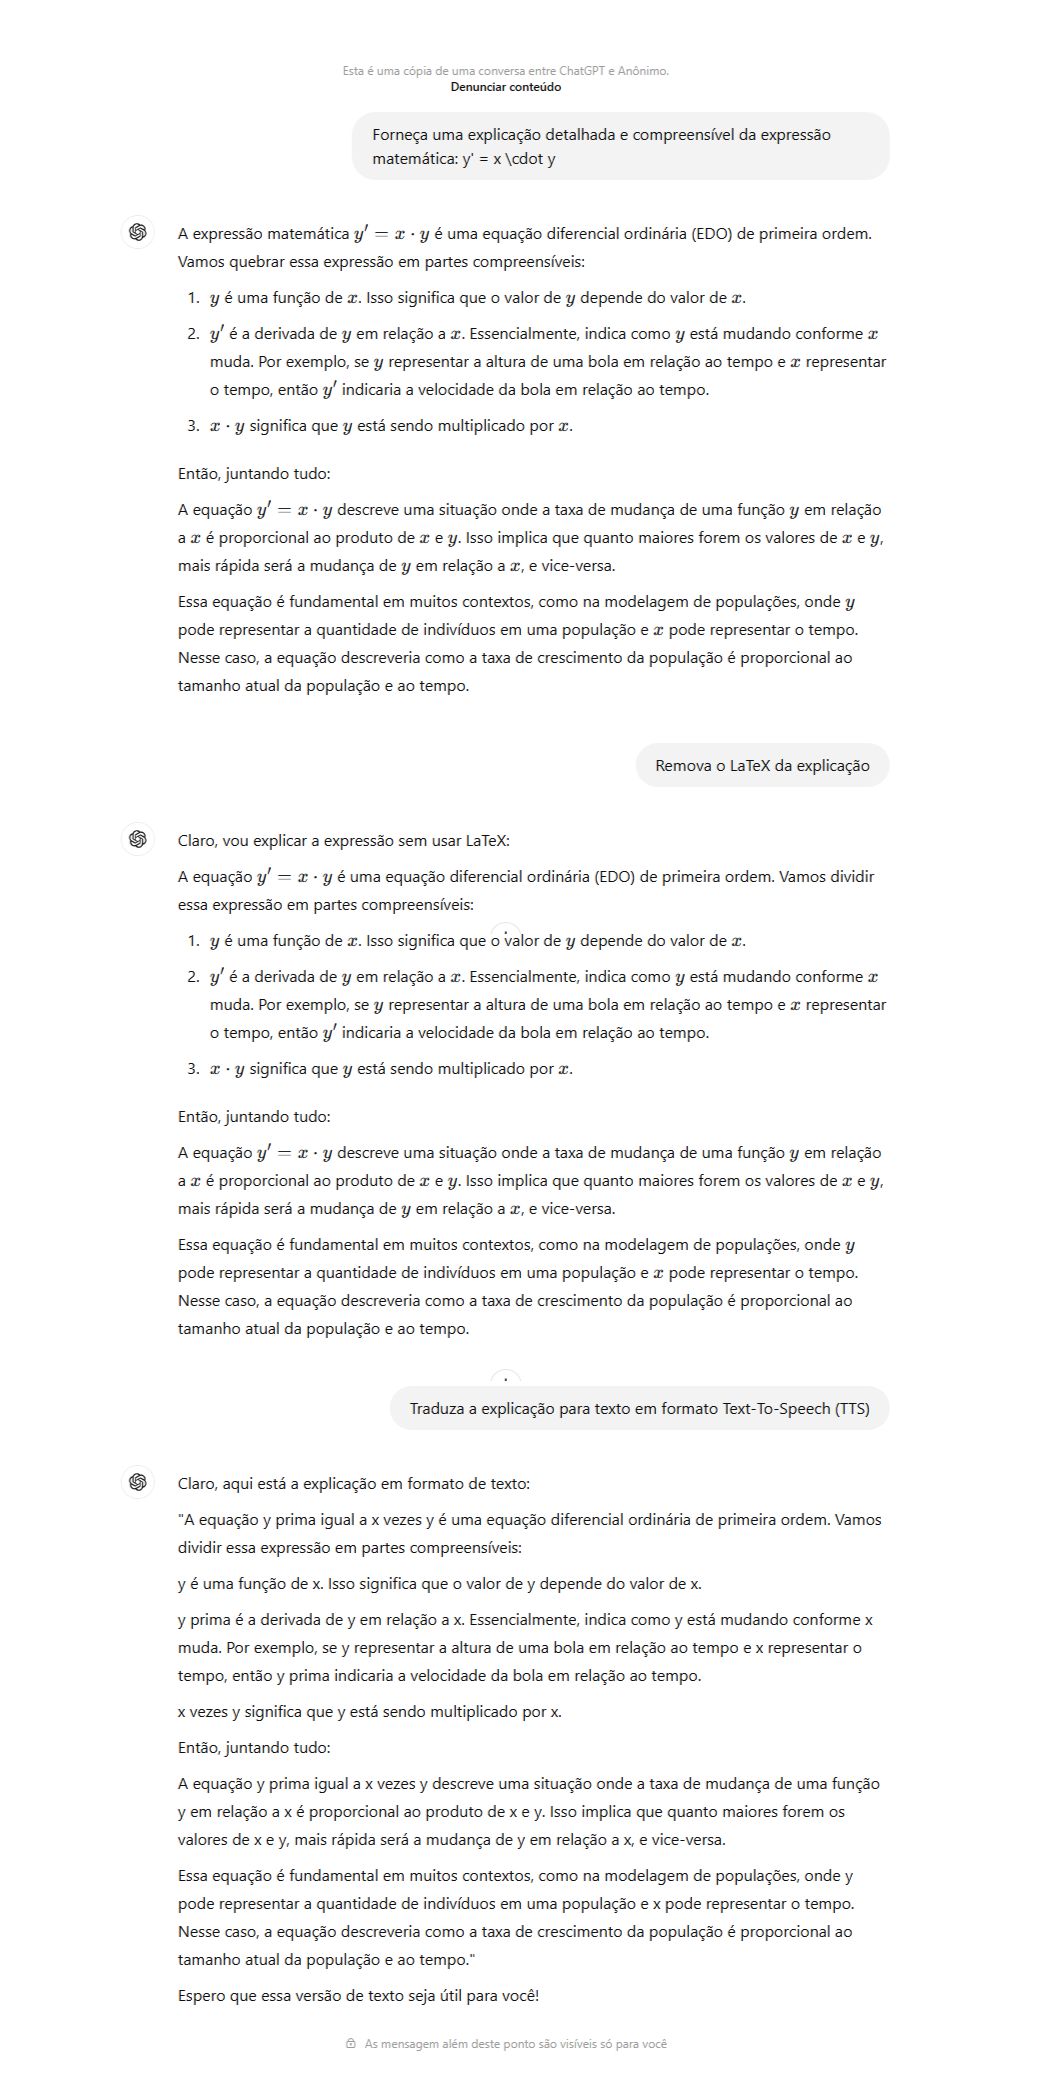 Esta é uma cópia de uma conversa entre ChatGPT e Anônimo.
Denunciar conteúdo
Forneça uma explicação detalhada e compreensível da expressão
matemática: y' = x \cdot y
A expressão matemática y′ = x · y é uma equação diferencial ordinária (EDO) de primeira ordem.
Vamos quebrar essa expressão em partes compreensíveis:
1. y é uma função de x. Isso significa que o valor de y depende do valor de x.
2. y′ é a derivada de y em relação a x. Essencialmente, indica como y está mudando conforme x
muda. Por exemplo, se y representar a altura de uma bola em relação ao tempo e x representar
o tempo, então y′ indicaria a velocidade da bola em relação ao tempo.
3. x · y significa que y está sendo multiplicado por x.
Então, juntando tudo:
A equação y′ = x · y descreve uma situação onde a taxa de mudança de uma função y em relação
a x é proporcional ao produto de x e y. Isso implica que quanto maiores forem os valores de x e y,
mais rápida será a mudança de y em relação a x, e vice-versa.
Essa equação é fundamental em muitos contextos, como na modelagem de populações, onde y
pode representar a quantidade de indivíduos em uma população e x pode representar o tempo.
Nesse caso, a equação descreveria como a taxa de crescimento da população é proporcional ao
tamanho atual da população e ao tempo.
Remova o LaTeX da explicação
Claro, vou explicar a expressão sem usar LaTeX:
A equação y′ = x · y é uma equação diferencial ordinária (EDO) de primeira ordem. Vamos dividir
essa expressão em partes compreensíveis:
1. y é uma função de x. Isso significa que o valor de y depende do valor de x.
2. y′ é a derivada de y em relação a x. Essencialmente, indica como y está mudando conforme x
muda. Por exemplo, se y representar a altura de uma bola em relação ao tempo e x representar
o tempo, então y′ indicaria a velocidade da bola em relação ao tempo.
3. x · y significa que y está sendo multiplicado por x.
Então, juntando tudo:
A equação y′ = x · y descreve uma situação onde a taxa de mudança de uma função y em relação
a x é proporcional ao produto de x e y. Isso implica que quanto maiores forem os valores de x e y,
mais rápida será a mudança de y em relação a x, e vice-versa.
Essa equação é fundamental em muitos contextos, como na modelagem de populações, onde y
pode representar a quantidade de indivíduos em uma população e x pode representar o tempo.
Nesse caso, a equação descreveria como a taxa de crescimento da população é proporcional ao
tamanho atual da população e ao tempo.
Traduza a explicação para texto em formato Text-To-Speech (TTS)
Claro, aqui está a explicação em formato de texto:
"A equação y prima igual a x vezes y é uma equação diferencial ordinária de primeira ordem. Vamos
dividir essa expressão em partes compreensíveis:
y é uma função de x. Isso significa que o valor de y depende do valor de x.
y prima é a derivada de y em relação a x. Essencialmente, indica como y está mudando conforme x
muda. Por exemplo, se y representar a altura de uma bola em relação ao tempo e x representar o
tempo, então y prima indicaria a velocidade da bola em relação ao tempo.
x vezes y significa que y está sendo multiplicado por x.
Então, juntando tudo:
A equação y prima igual a x vezes y descreve uma situação onde a taxa de mudança de uma função
y em relação a x é proporcional ao produto de x e y. Isso implica que quanto maiores forem os
valores de x e y, mais rápida será a mudança de y em relação a x, e vice-versa.
Essa equação é fundamental em muitos contextos, como na modelagem de populações, onde y
pode representar a quantidade de indivíduos em uma população e x pode representar o tempo.
Nesse caso, a equação descreveria como a taxa de crescimento da população é proporcional ao
tamanho atual da população e ao tempo."
Espero que essa versão de texto seja útil para você!
As mensagem além deste ponto são visíveis só para você